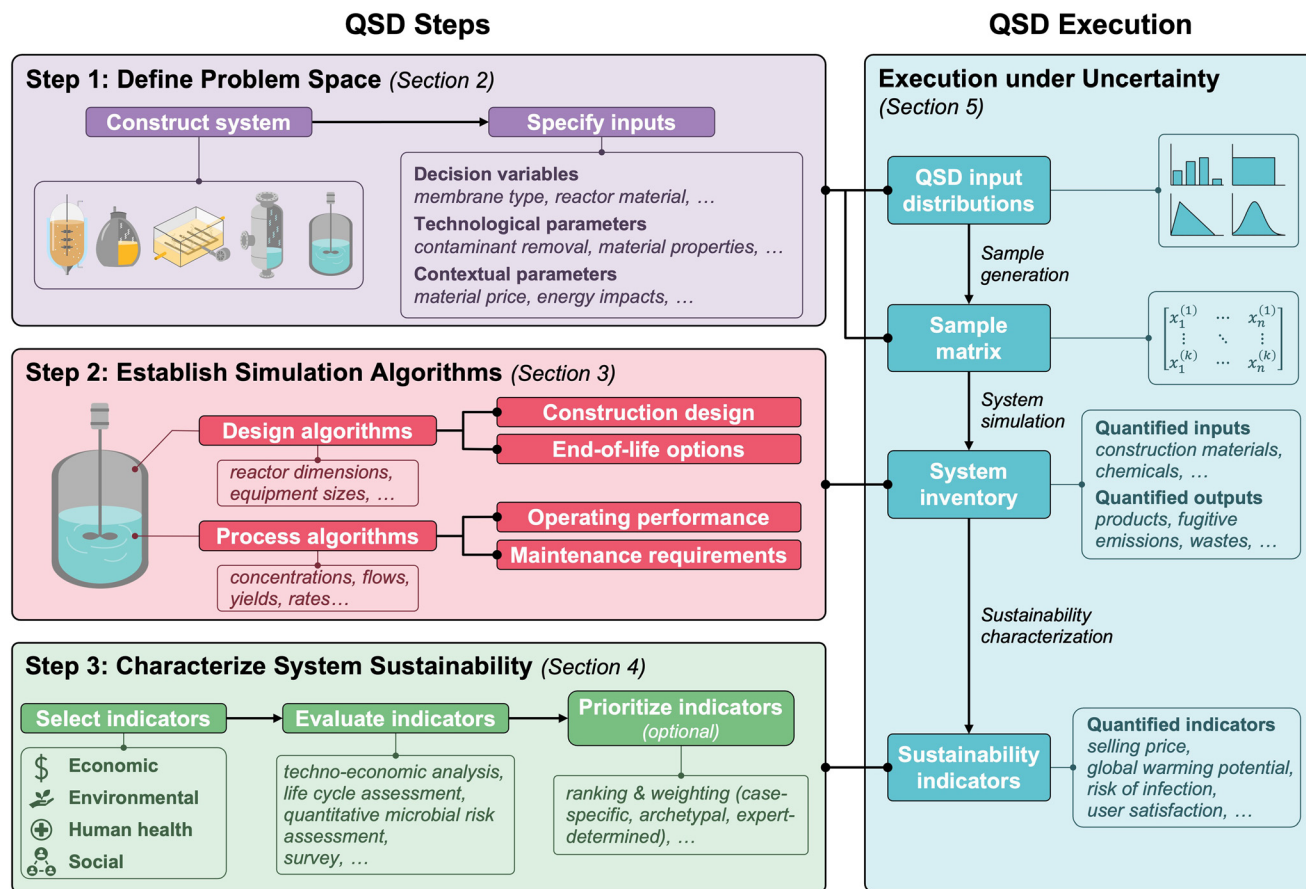 QSD Steps
QSD Execution
Step 1: Define Problem Space (Section 2)
Construct system
Specify inputs
Decision variables
membrane type, reactor material, …
Technological parameters
contaminant removal, material properties, …
Contextual parameters
material price, energy impacts, …
Step 2: Establish Simulation Algorithms (Section 3)
Design algorithms
reactor dimensions,
equipment sizes, …
Construction design
End-of-life options
Process algorithms
concentrations, flows,
yields, rates…
Operating performance
Maintenance requirements
Step 3: Characterize System Sustainability (Section 4)
Select indicators
$ Economic
Environmental
Human health
Social
Evaluate indicators
techno-economic analysis,
life cycle assessment,
quantitative microbial risk
assessment,
survey, …
Prioritize indicators
(optional)
ranking & weighting (case-
specific, archetypal, expert-
determined), …
Execution under Uncertainty
(Section 5)
QSD input
distributions
Sample
generation
Sample
matrix
x₁⁽¹⁾ ⋯ xₙ⁽¹⁾
⋮ ⋱ ⋮
x₁⁽ᵏ⁾ ⋯ xₙ⁽ᵏ⁾
System
simulation
System
inventory
Quantified inputs
construction materials,
chemicals, …
Quantified outputs
products, fugitive
emissions, wastes, …
Sustainability
characterization
Sustainability
indicators
Quantified indicators
selling price,
global warming potential,
risk of infection,
user satisfaction, …